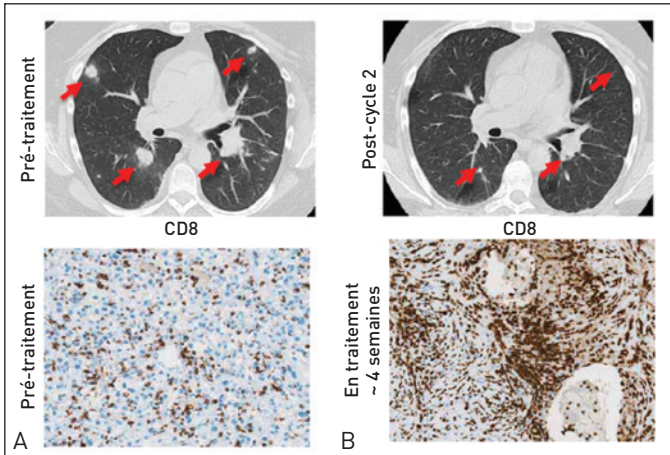 Pré-traitement
Post-cycle 2
CD8
CD8
Pré-traitement
En traitement
~ 4 semaines
A
B